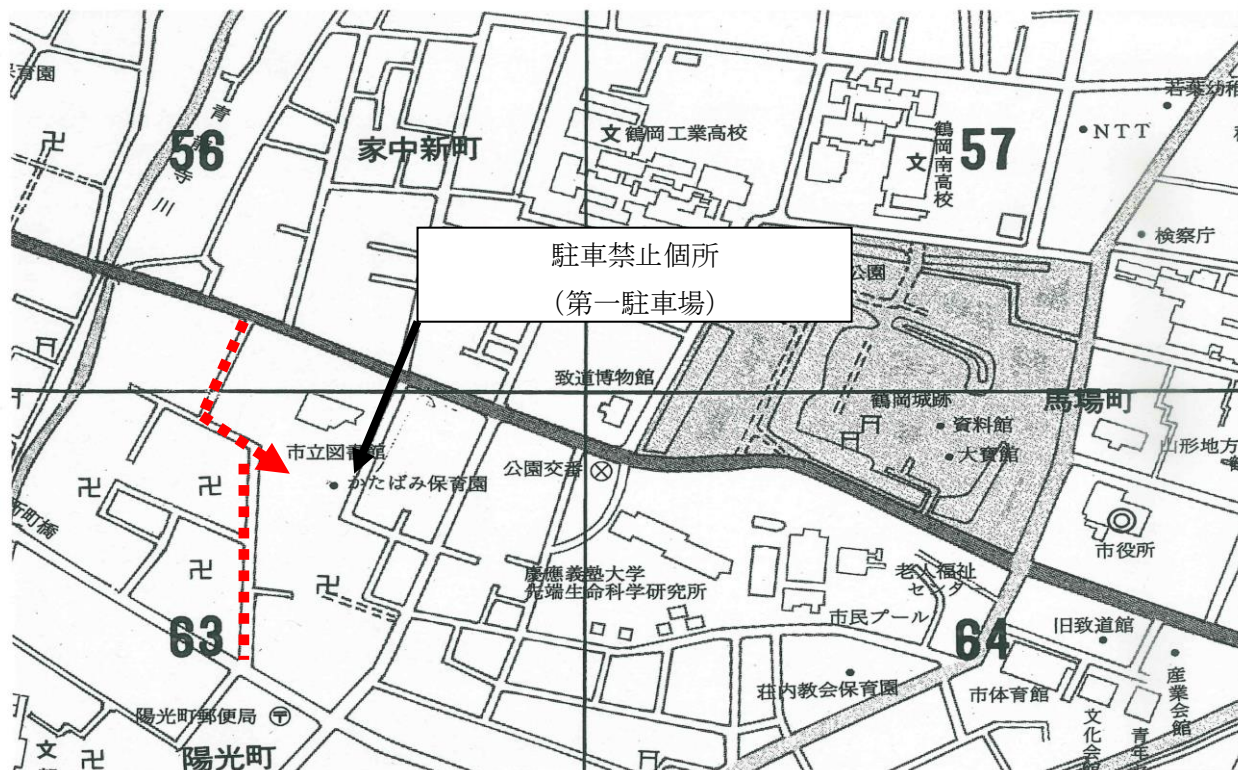 保育園
青
寺
川
56
家中新町
文鶴岡工業高校
文
鶴岡南高校
57
NTT
検察庁
駐車禁止個所
(第一駐車場)
公園
致道博物館
鶴岡城跡
資料館
大寶館
馬場町
山形地方
市立図書館
かたばみ保育園
公園交番
新町橋
慶應義塾大学
先端生命科学研究所
老人福祉
センタ
市民プール
市役所
63
64
旧致道館
産業会館
荘内教会保育園
市体育館
文化会館
青年
陽光町郵便局
陽光町
文